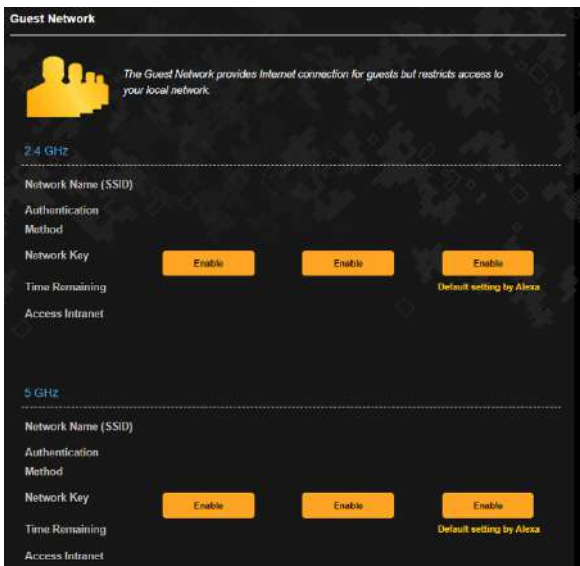 Guest Network
The Guest Network provides Internet connection for guests but restricts access to
your local network.
2.4 GHz
Network Name (SSID)
Authentication
Method
Network Key
Enable Enable Enable
Time Remaining
Default setting by Alexa
Access Intranet
5 GHz
Network Name (SSID)
Authentication
Method
Network Key
Enable Enable Enable
Time Remaining
Default setting by Alexa
Access Intranet